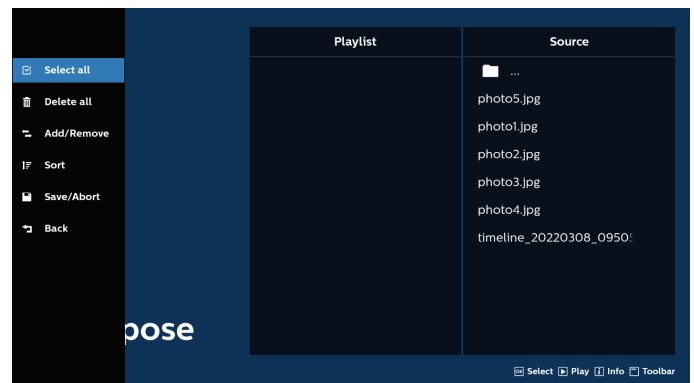 Select all
Delete all
Add/Remove
Sort
Save/Abort
Back
pose
Playlist
Source
...
photo5.jpg
photo1.jpg
photo2.jpg
photo3.jpg
photo4.jpg
timeline_20220308_0950
Select Play Info Toolbar